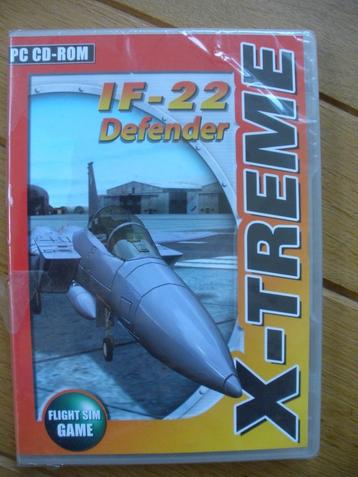 PC CD-ROM
IF-22
Defender
X-TREME
FLIGHT SIM
GAME